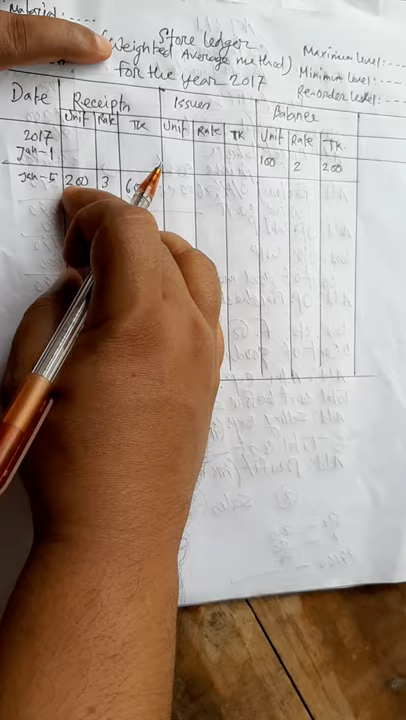 Material:----
Store ledger
(Weighted Average method)
for the year 2017
Maximum level:---
Minimum level:---
Re-order level:---
Date Receipts Issues Balance
Unit Rate TK Unit Rate TK Unit Rate TK.
2017
Jan-1 100. 2 200
Jan-5 200 3